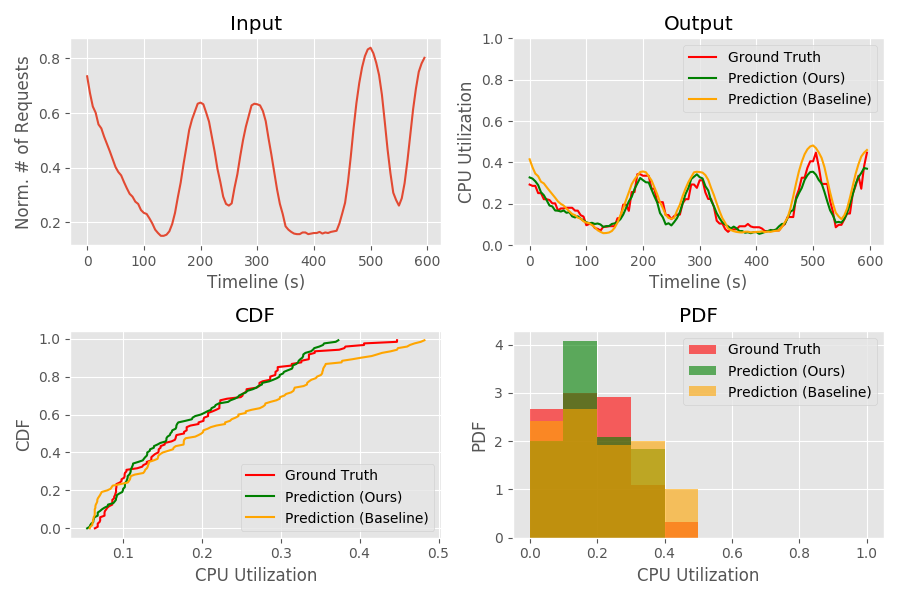 Input
Norm. # of Requests
0.8
0.6
0.4
0.2
0 100 200 300 400 500 600
Timeline (s)
Output
CPU Utilization
1.0
0.8
0.6
0.4
0.2
0.0
Ground Truth
Prediction (Ours)
Prediction (Baseline)
0 100 200 300 400 500 600
Timeline (s)
CDF
CDF
1.0
0.8
0.6
0.4
0.2
0.0
Ground Truth
Prediction (Ours)
Prediction (Baseline)
0.1 0.2 0.3 0.4 0.5
CPU Utilization
PDF
PDF
4
3
2
1
0
Ground Truth
Prediction (Ours)
Prediction (Baseline)
0.0 0.2 0.4 0.6 0.8 1.0
CPU Utilization